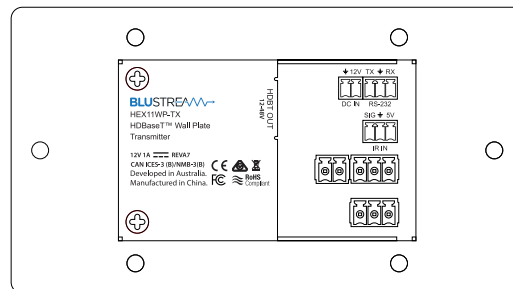 BLUSTREAM
HEX11WP-TX
HDBaseT™ Wall Plate
Transmitter
12V 1A REVA7
CAN ICES-3 (B)/NMB-3(B)
Developed in Australia.
Manufactured in China.
CE
FC
RoHS
Compliant
HDBT OUT
12-48V
12V TX RX
DC IN RS-232
SIG 5V
IR IN